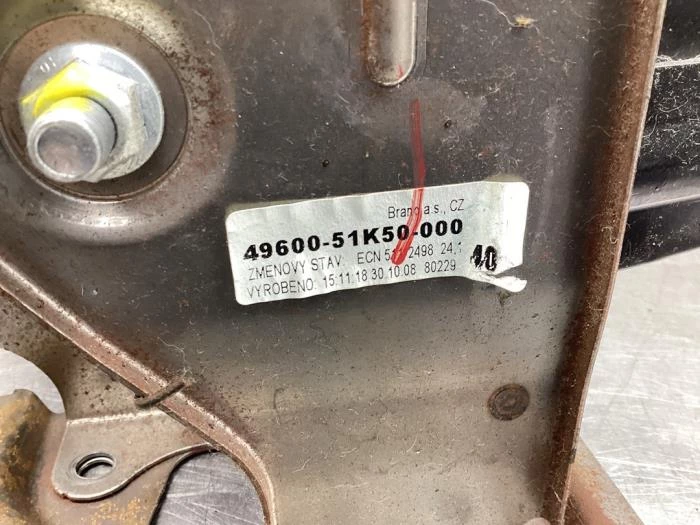 Brano a.s., CZ
49600-51K50-000
ZMENOVY STAV: ECN 2498 24.1
VYROBENO: 15:11:18 30.10.08 80229
40